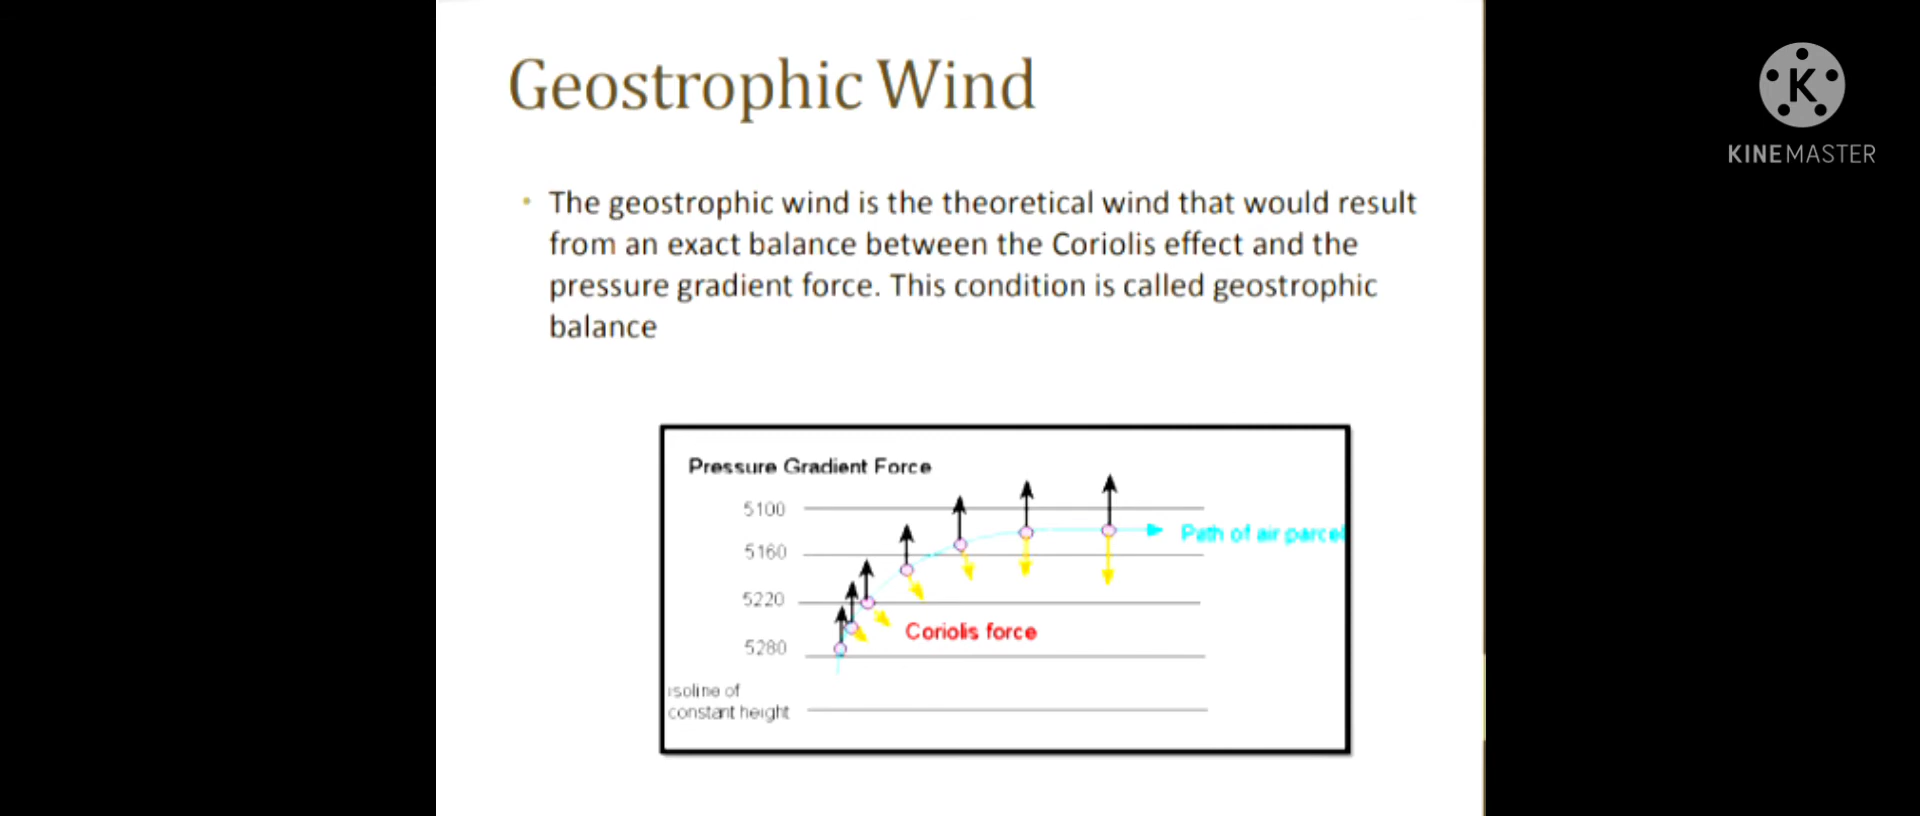 Geostrophic Wind
K
KINEMASTER
• The geostrophic wind is the theoretical wind that would result
from an exact balance between the Coriolis effect and the
pressure gradient force. This condition is called geostrophic
balance
Pressure Gradient Force
5100
Path of air parcel
5160
5220
Coriolis force
5280
isoline of
constant height